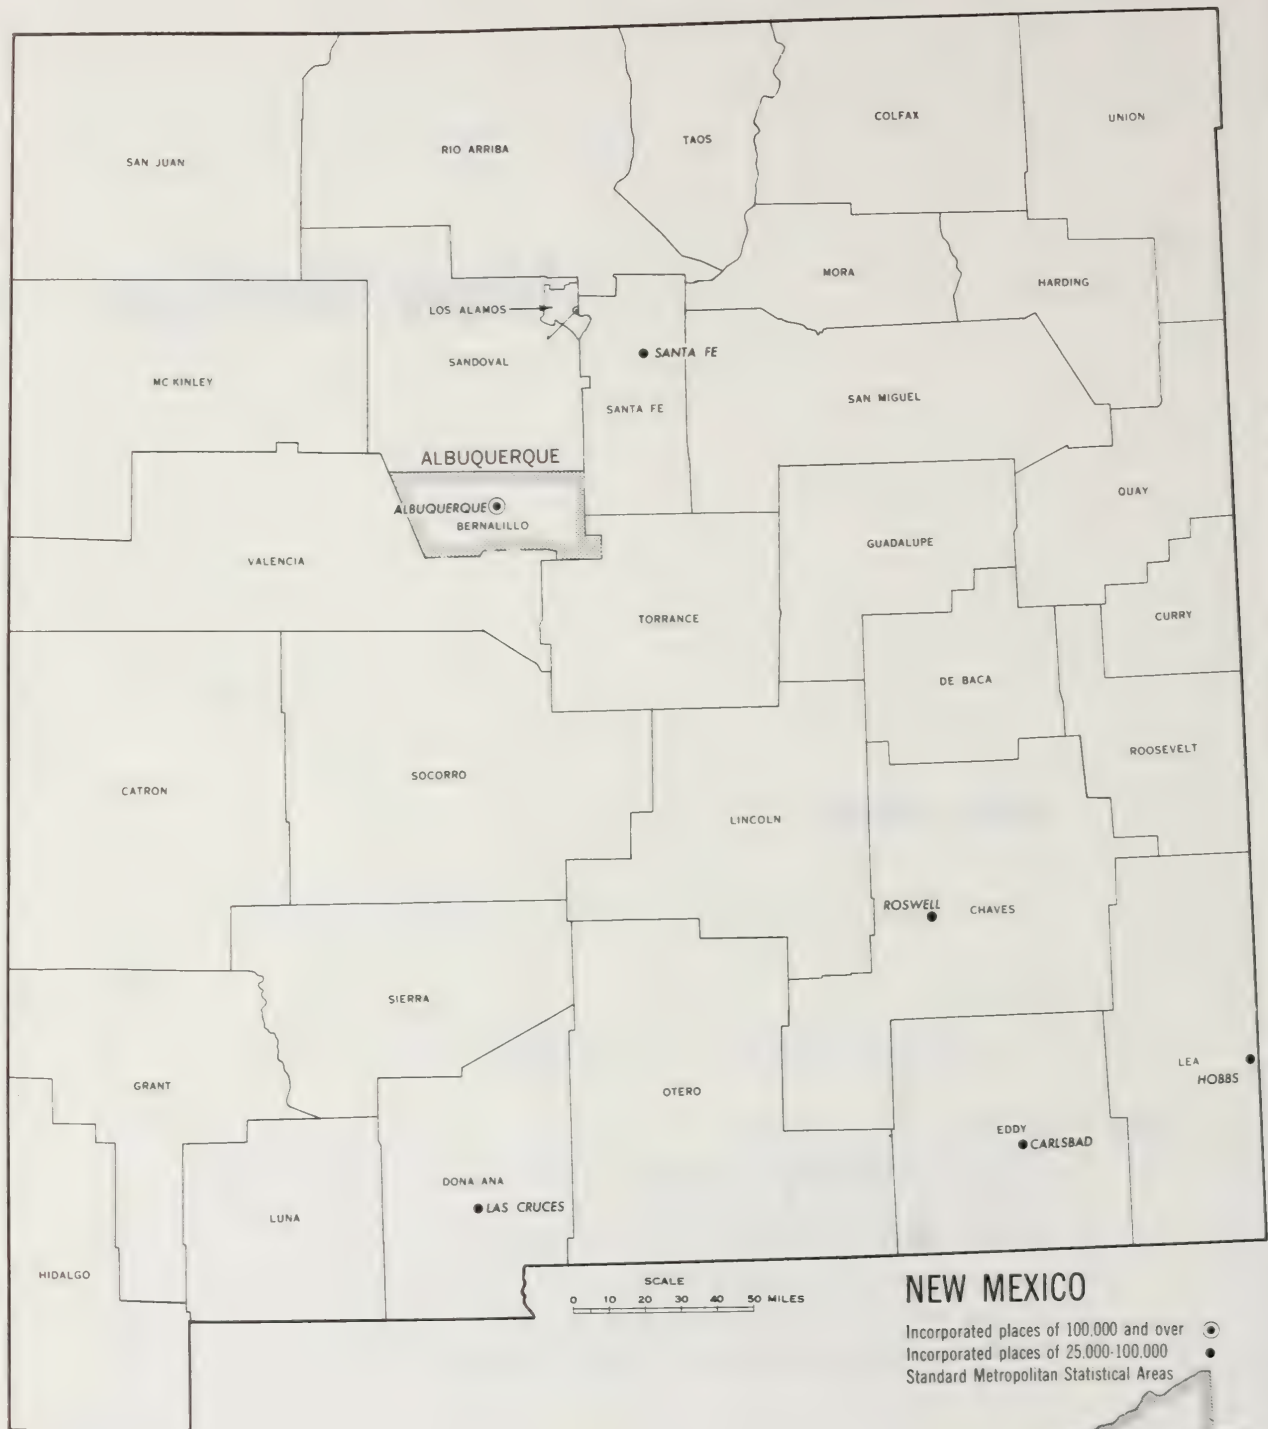 COLFAX
UNION
TAOS
RIO ARRIBA
SAN JUAN
MORA
HARDING
LOS ALAMOS
SANTA FE
SANDOVAL
MC KINLEY
SANTA FE
SAN MIGUEL
ALBUQUERQUE
QUAY
ALBUQUERQUE
BERNALILLO
GUADALUPE
VALENCIA
TORRANCE
CURRY
DE BACA
ROOSEVELT
SOCORRO
CATRON
LINCOLN
ROSWELL
CHAVES
SIERRA
LEA
HOBBS
GRANT
OTERO
EDDY
CARLSBAD
DONA ANA
LAS CRUCES
LUNA
HIDALGO
SCALE
0 10 20 30 40 50 MILES
NEW MEXICO
Incorporated places of 100,000 and over
Incorporated places of 25,000-100,000
Standard Metropolitan Statistical Areas